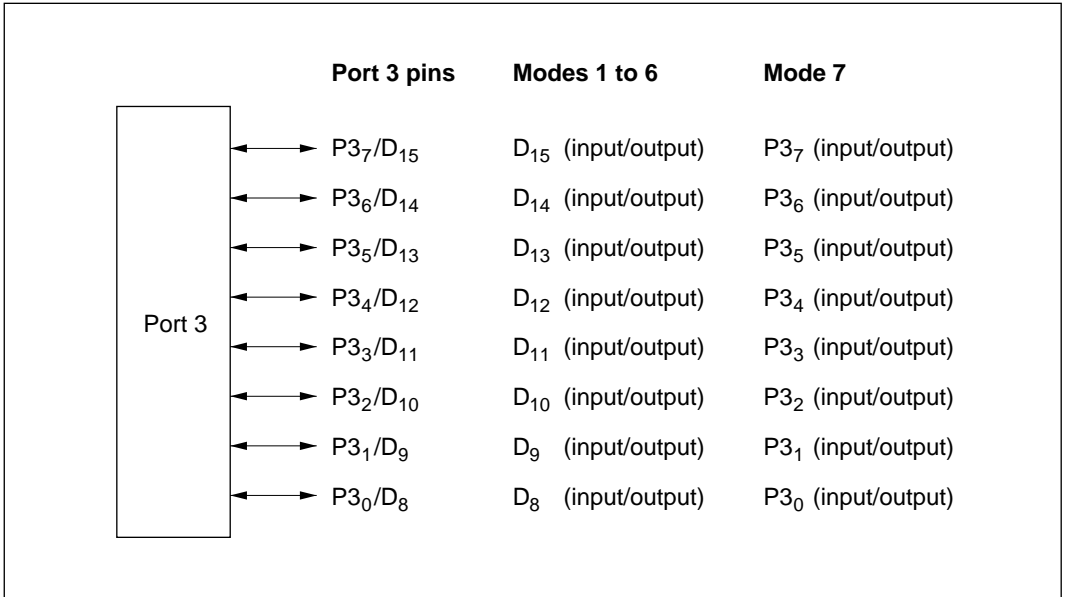 Port 3 pins Modes 1 to 6 Mode 7
P3₇/D₁₅ D₁₅ (input/output) P3₇ (input/output)
P3₆/D₁₄ D₁₄ (input/output) P3₆ (input/output)
P3₅/D₁₃ D₁₃ (input/output) P3₅ (input/output)
P3₄/D₁₂ D₁₂ (input/output) P3₄ (input/output)
Port 3
P3₃/D₁₁ D₁₁ (input/output) P3₃ (input/output)
P3₂/D₁₀ D₁₀ (input/output) P3₂ (input/output)
P3₁/D₉ D₉ (input/output) P3₁ (input/output)
P3₀/D₈ D₈ (input/output) P3₀ (input/output)